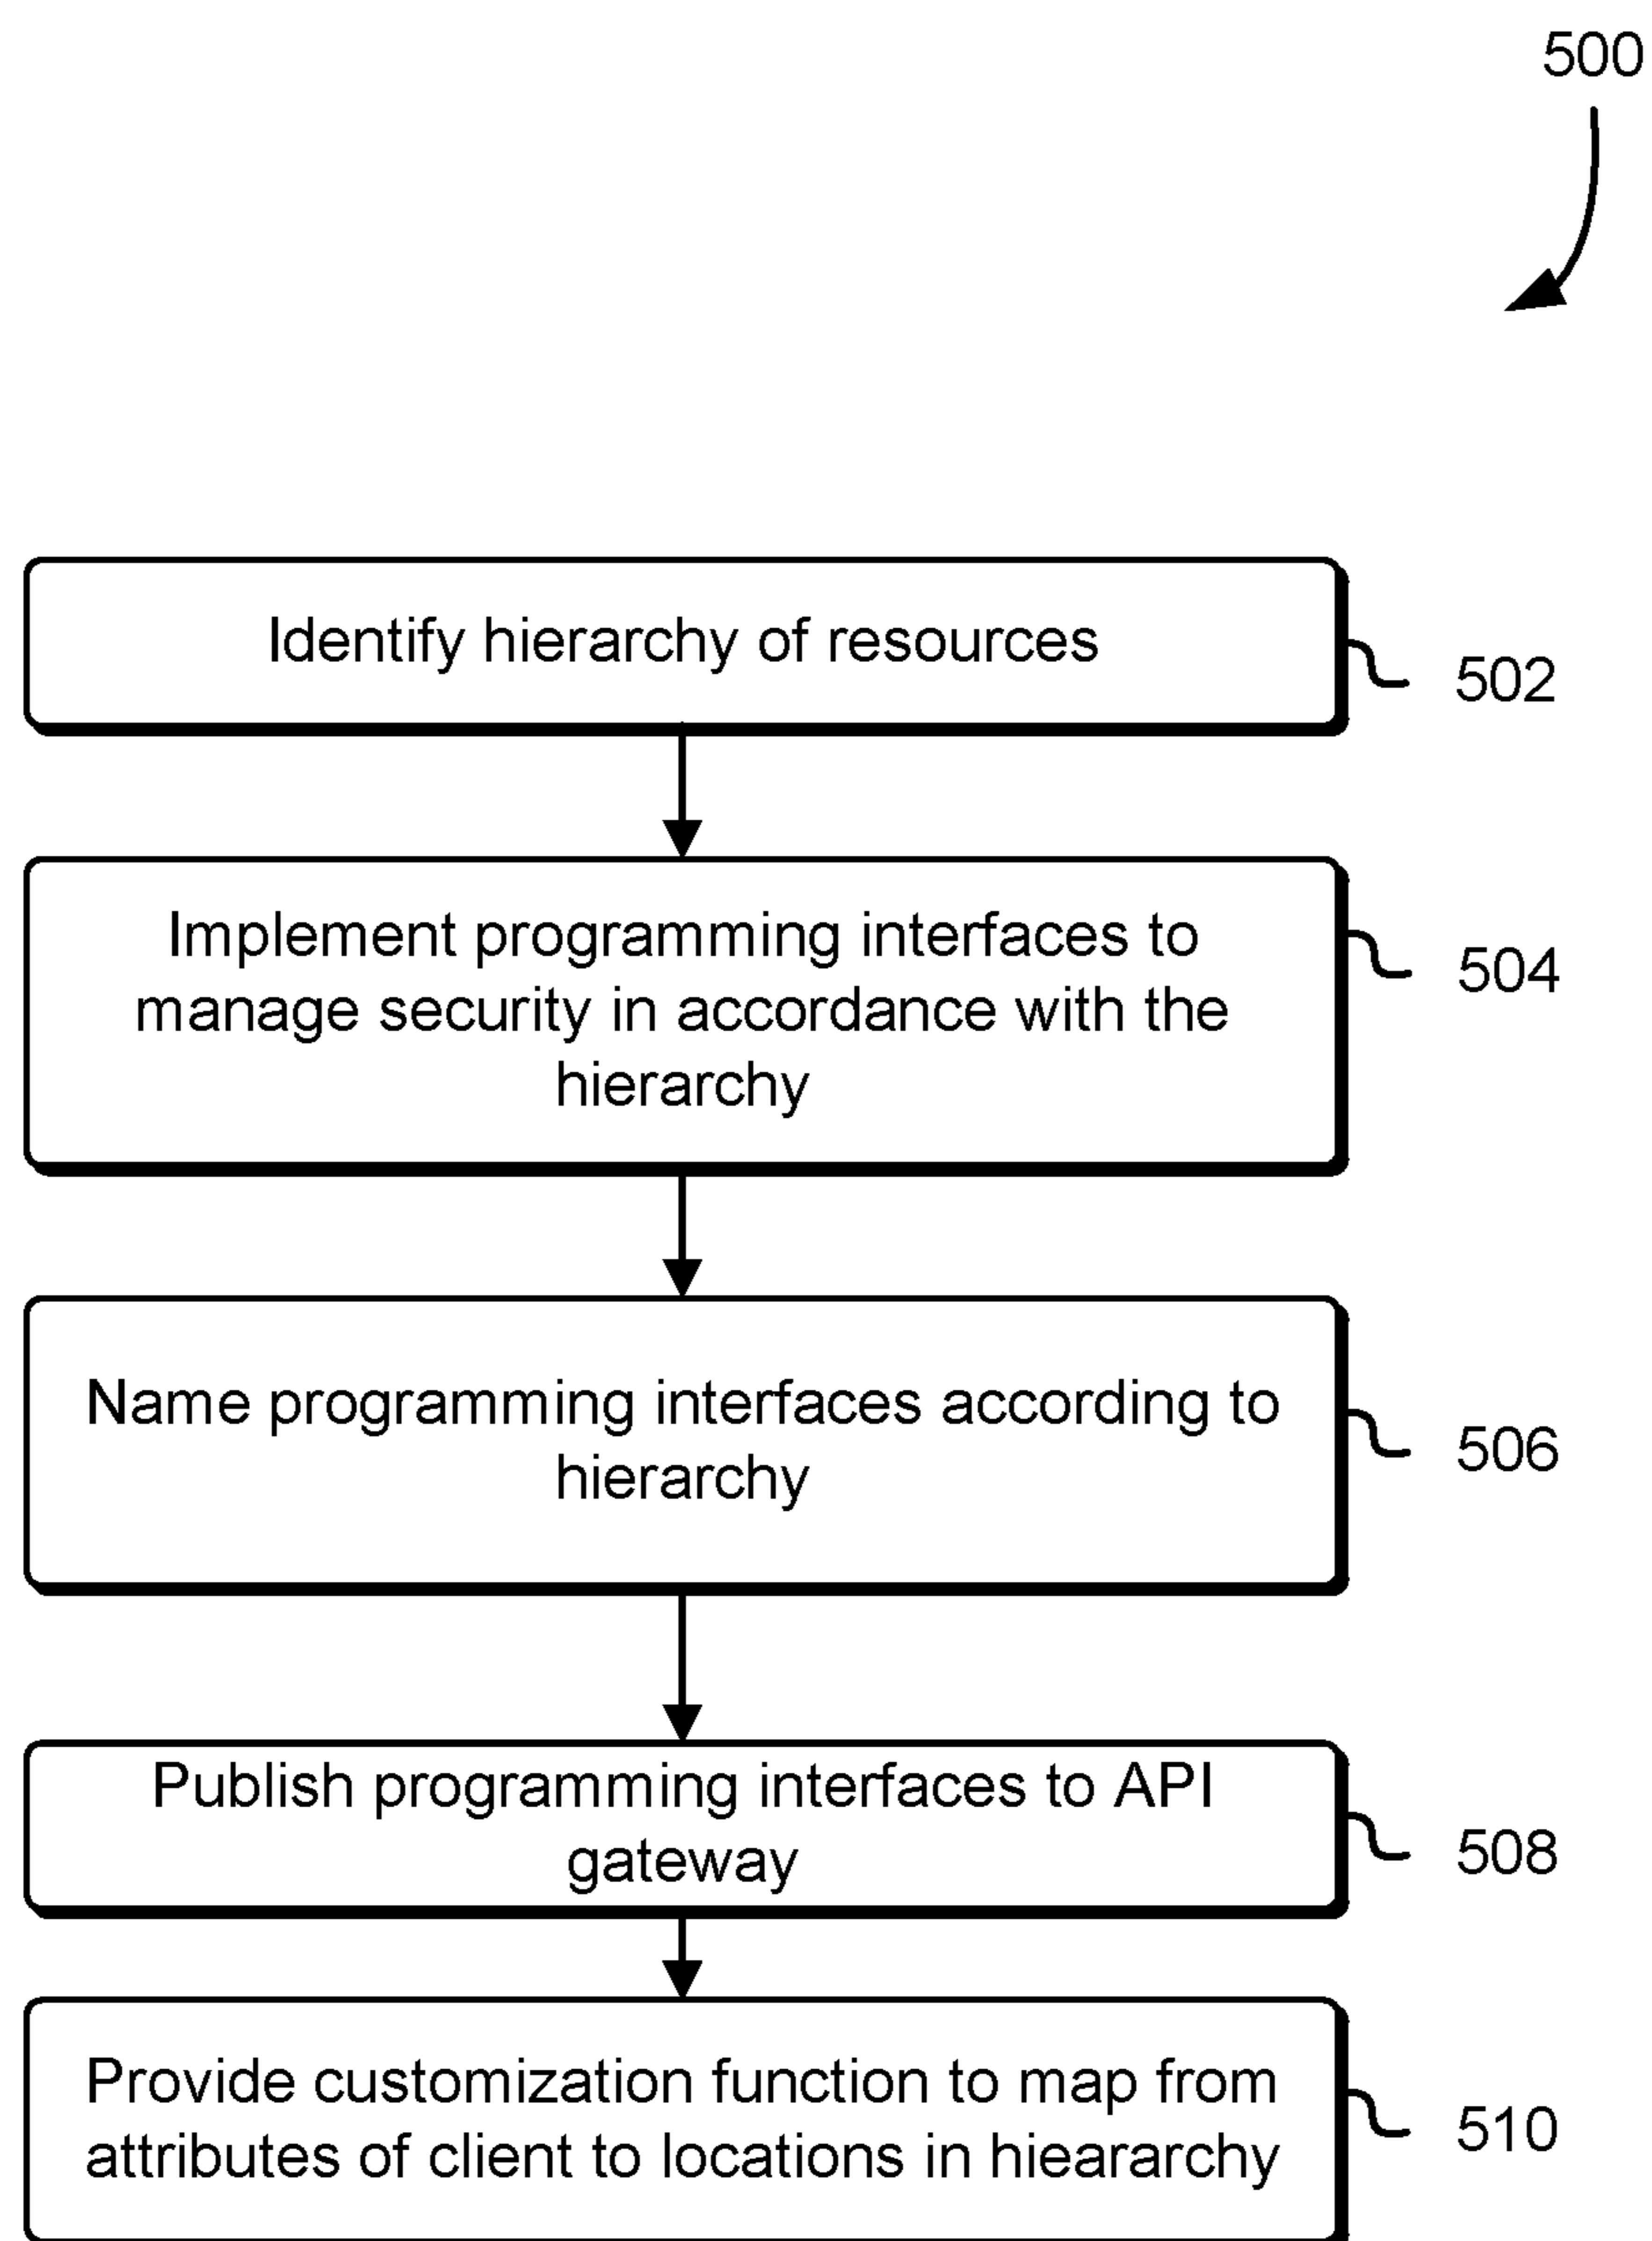 500
Identify hierarchy of resources
502
Implement programming interfaces to
manage security in accordance with the
hierarchy
504
Name programming interfaces according to
hierarchy
506
Publish programming interfaces to API
gateway
508
Provide customization function to map from
attributes of client to locations in hieararchy
510